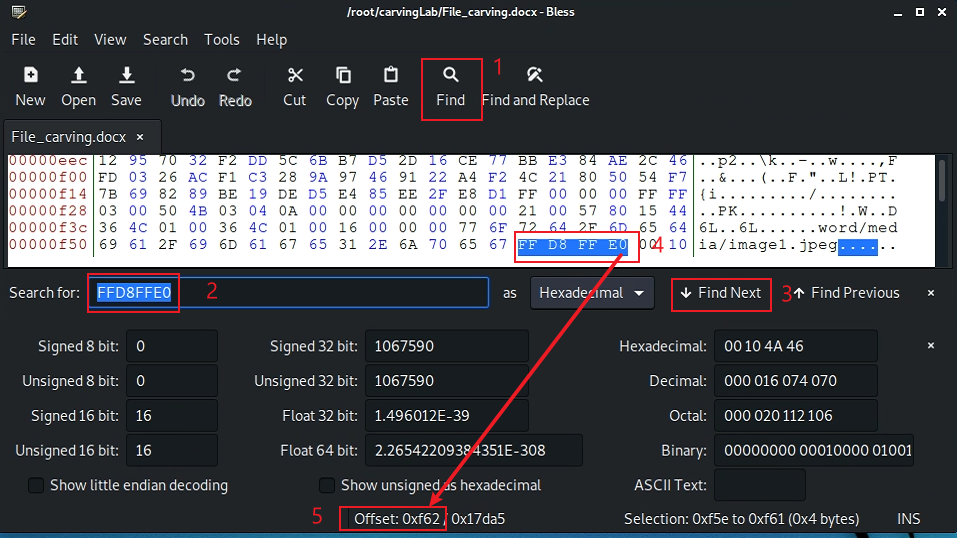 /root/carvingLab/File_carving.docx - Bless
File Edit View Search Tools Help
1
New Open Save Undo Redo Cut Copy Paste Find Find and Replace
File_carving.docx ×
00000eec 12 95 70 32 F2 DD 5C 6B B7 D5 2D 16 CE 77 BB E3 84 AE 2C 46 ..p2..\k..-..w....,F
00000f00 FD 03 26 AC F1 C3 28 9A 97 46 91 22 A4 F2 4C 21 80 50 54 F7 ..&...(..F."..L!.PT.
00000f14 7B 69 82 89 BE 19 DE D5 E4 85 EE 2F E8 D1 FF 00 00 00 FF FF {i........./........
00000f28 03 00 50 4B 03 04 0A 00 00 00 00 00 00 00 21 00 57 80 15 44 ..PK..........!.W..D
00000f3c 36 4C 01 00 36 4C 01 00 16 00 00 00 77 6F 72 64 2F 6D 65 64 6L..6L......word/med
00000f50 69 61 2F 69 6D 61 67 65 31 2E 6A 70 65 67 FF D8 FF E0 00 10 ia/image1.jpeg......
4
Search for: FFD8FFE0 2 as Hexadecimal Find Next 3 Find Previous ×
Signed 8 bit: 0 Signed 32 bit: 1067590 Hexadecimal: 00 10 4A 46 ×
Unsigned 8 bit: 0 Unsigned 32 bit: 1067590 Decimal: 000 016 074 070
Signed 16 bit: 16 Float 32 bit: 1.496012E-39 Octal: 000 020 112 106
Unsigned 16 bit: 16 Float 64 bit: 2.26542209384351E-308 Binary: 00000000 00010000 01001
Show little endian decoding Show unsigned as hexadecimal ASCII Text:
5 Offset: 0xf62 / 0x17da5 Selection: 0xf5e to 0xf61 (0x4 bytes) INS